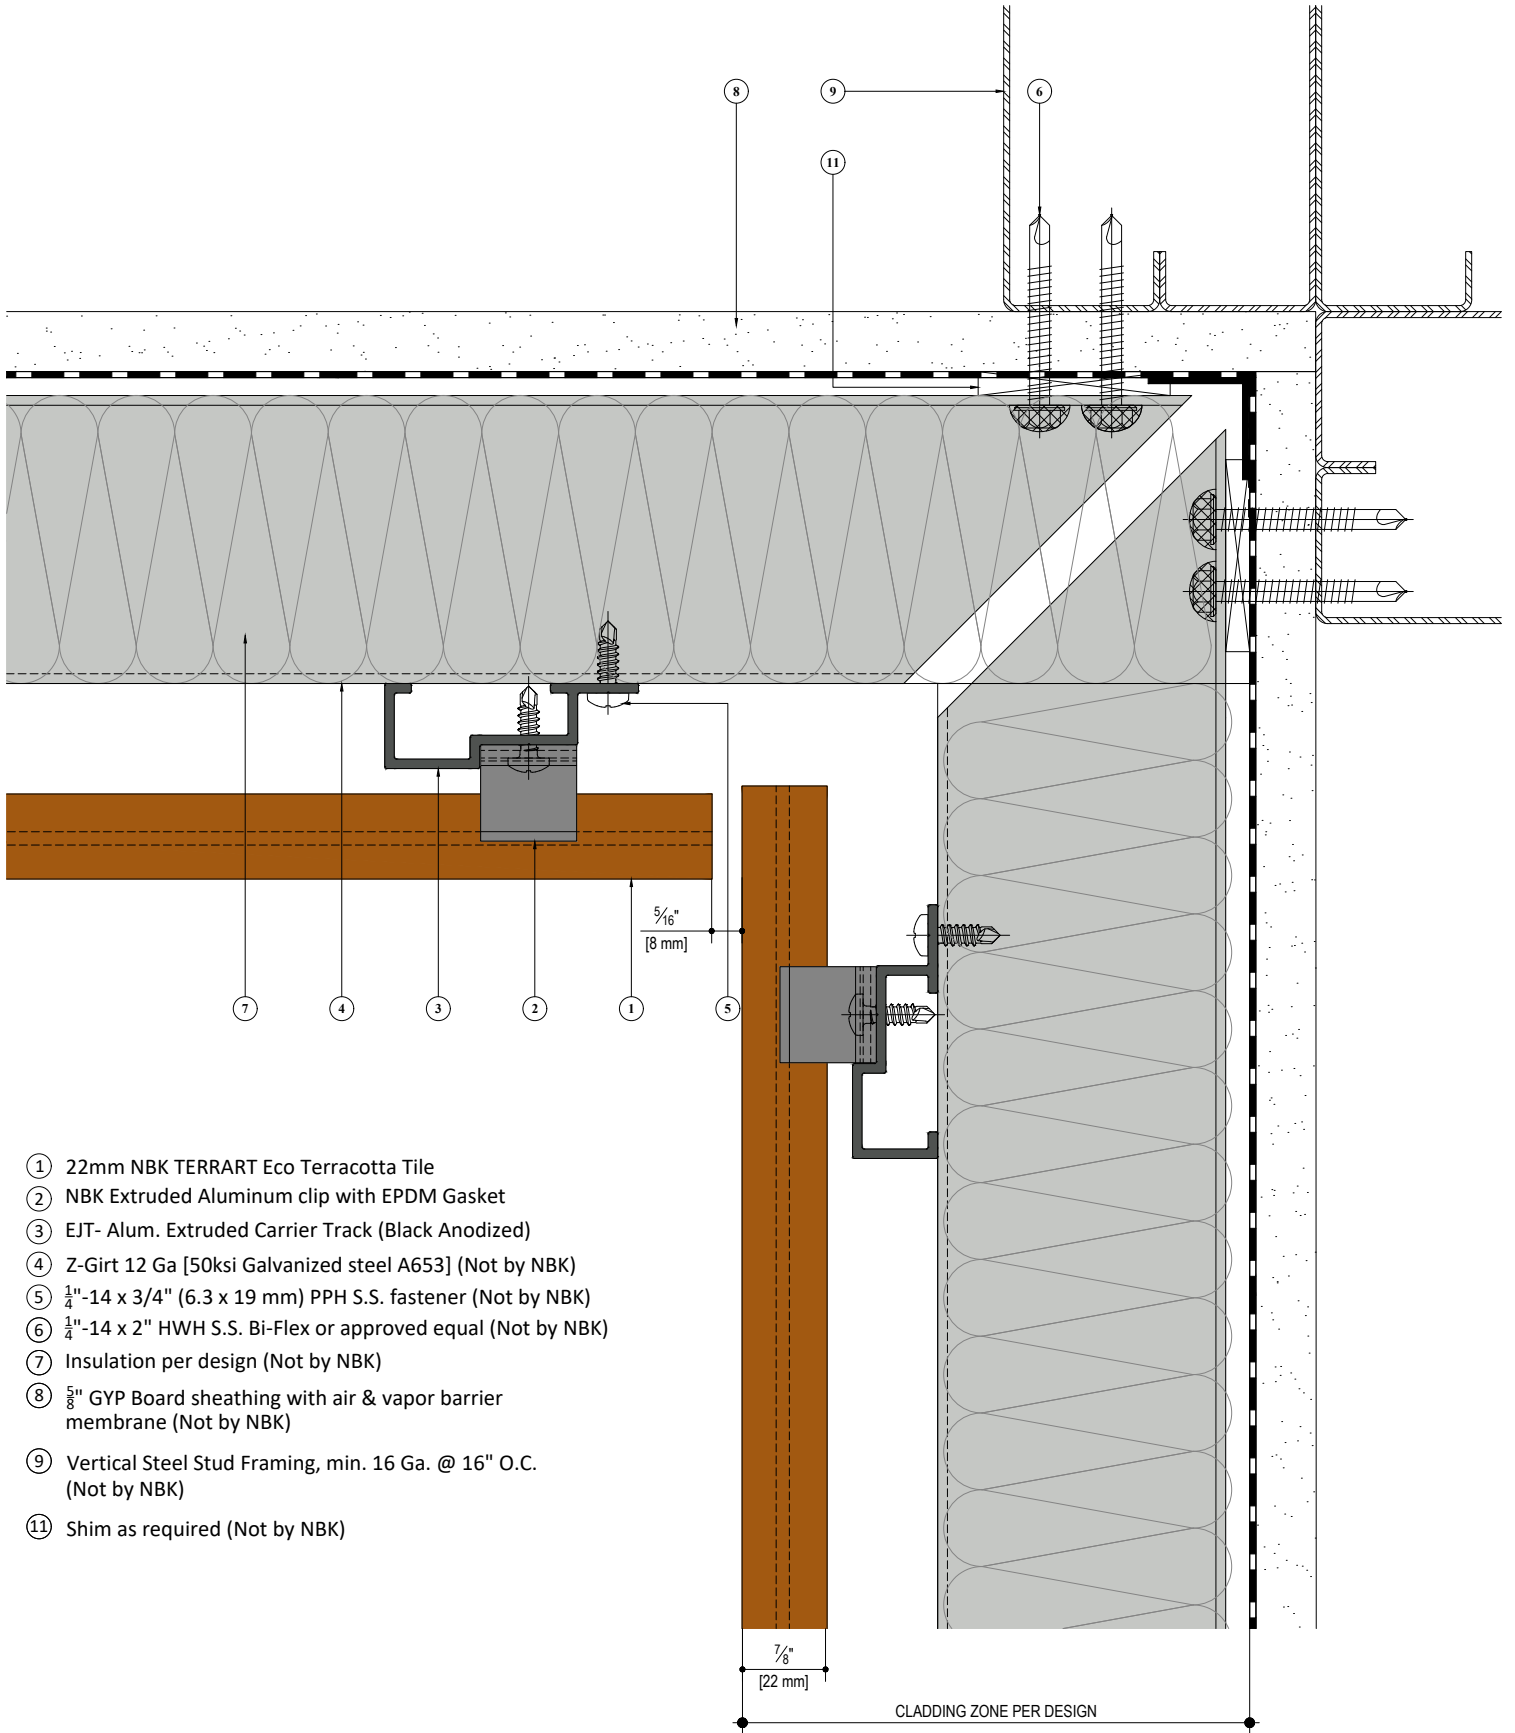 8
9
6
11
5⁄16"
[8 mm]
7
4
3
2
1
5
1 22mm NBK TERRART Eco Terracotta Tile
2 NBK Extruded Aluminum clip with EPDM Gasket
3 EJT- Alum. Extruded Carrier Track (Black Anodized)
4 Z-Girt 12 Ga [50ksi Galvanized steel A653] (Not by NBK)
5 1/4"-14 x 3/4" (6.3 x 19 mm) PPH S.S. fastener (Not by NBK)
6 1/4"-14 x 2" HWH S.S. Bi-Flex or approved equal (Not by NBK)
7 Insulation per design (Not by NBK)
8 5/8" GYP Board sheathing with air & vapor barrier
membrane (Not by NBK)
9 Vertical Steel Stud Framing, min. 16 Ga. @ 16" O.C.
(Not by NBK)
11 Shim as required (Not by NBK)
7⁄8"
[22 mm]
CLADDING ZONE PER DESIGN